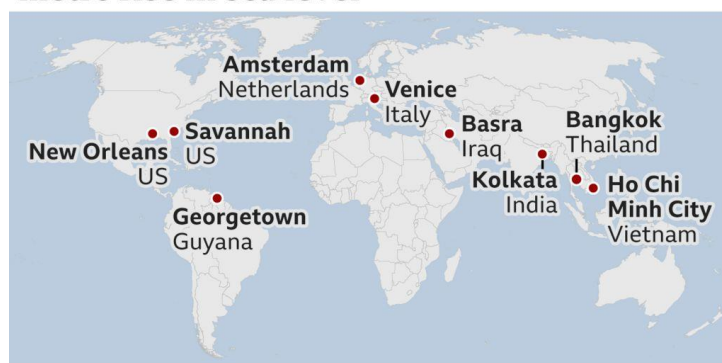 Amsterdam
Netherlands
Venice
Italy
Savannah
US
New Orleans
US
Basra
Iraq
Bangkok
Thailand
Kolkata
India
Ho Chi
Minh City
Vietnam
Georgetown
Guyana